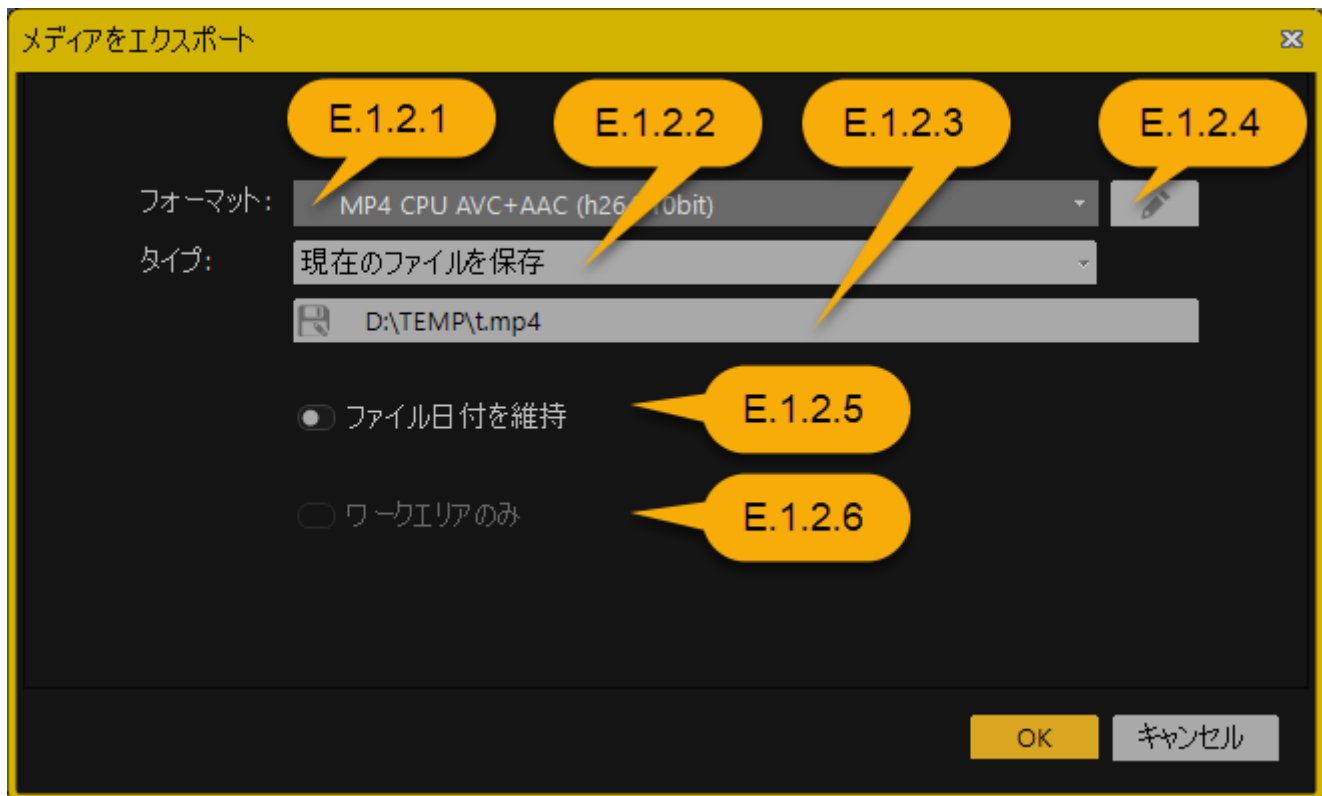 メディアをエクスポート
E.1.2.1 E.1.2.2 E.1.2.3 E.1.2.4
フォーマット: MP4 CPU AVC+AAC 10bit)
タイプ: 現在のファイルを保存
D:\TEMP\t.mp4
ファイル日付を維持 E.1.2.5
ワークエリアのみ E.1.2.6
OK キャンセル